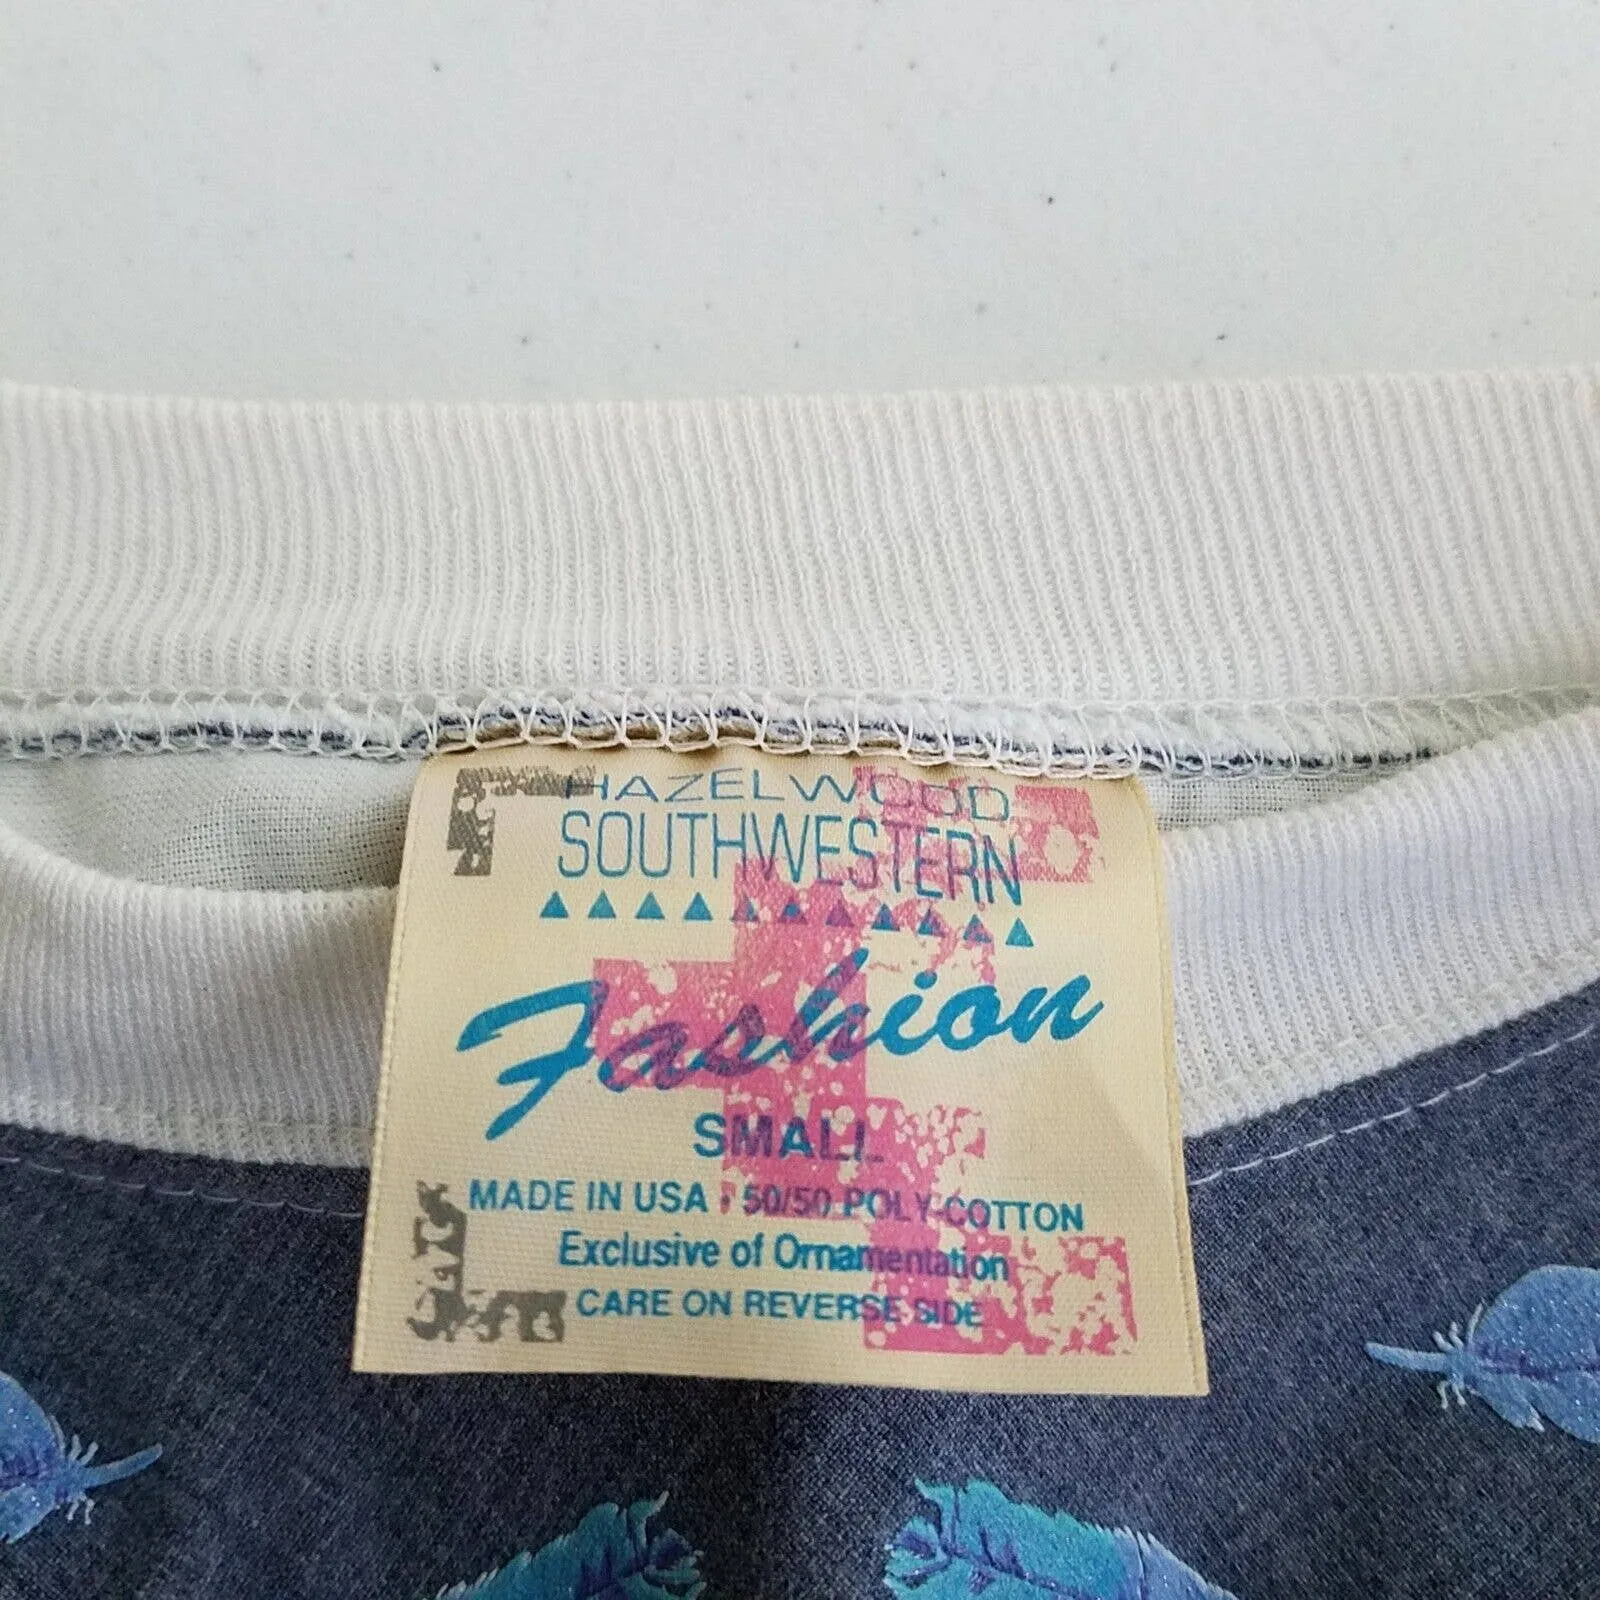 HAZELWOOD
SOUTHWESTERN
Fashion
SMALL
MADE IN USA • 50/50 POLY-COTTON
Exclusive of Ornamentation
CARE ON REVERSE SIDE